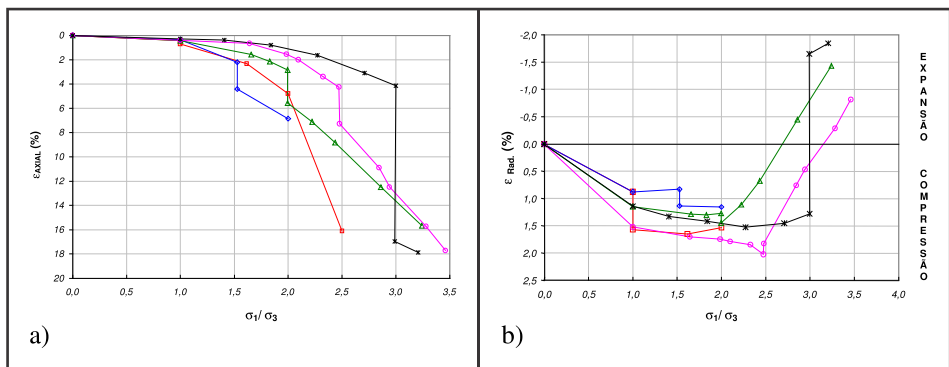 0
2
4
6
8
10
12
14
16
18
20
ε AXIAL (%)
0,0 0,5 1,0 1,5 2,0 2,5 3,0 3,5
σ1/ σ3
a)
-2,0
-1,5
-1,0
-0,5
0,0
0,5
1,0
1,5
2,0
2,5
ε Rad. (%)
0,0 0,5 1,0 1,5 2,0 2,5 3,0 3,5 4,0
σ1/ σ3
EXPANSÃO
COMPRESSÃO
b)